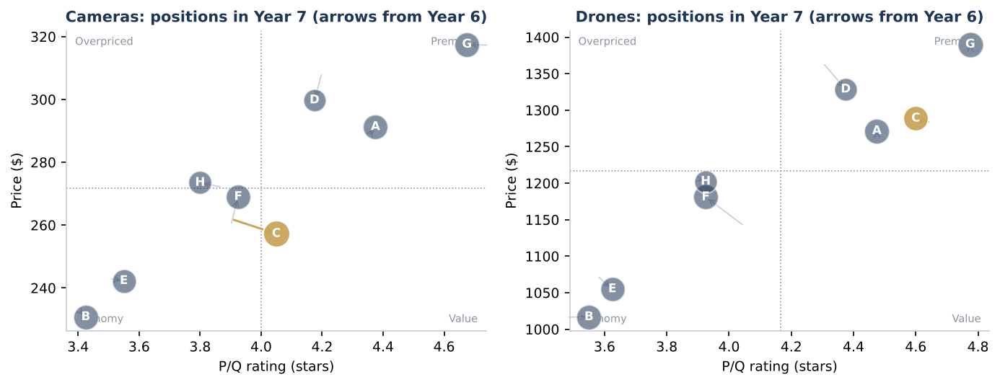 Cameras: positions in Year 7 (arrows from Year 6)
Overpriced
Prem
G
D
A
H
F
C
E
B
nomy
Value
320
300
280
260
240
3.4 3.6 3.8 4.0 4.2 4.4 4.6
Price ($)
P/Q rating (stars)
Drones: positions in Year 7 (arrows from Year 6)
Overpriced
Prem
G
D
C
A
H
F
E
B
nomy
Value
1400
1350
1300
1250
1200
1150
1100
1050
1000
3.6 3.8 4.0 4.2 4.4 4.6 4.8
Price ($)
P/Q rating (stars)